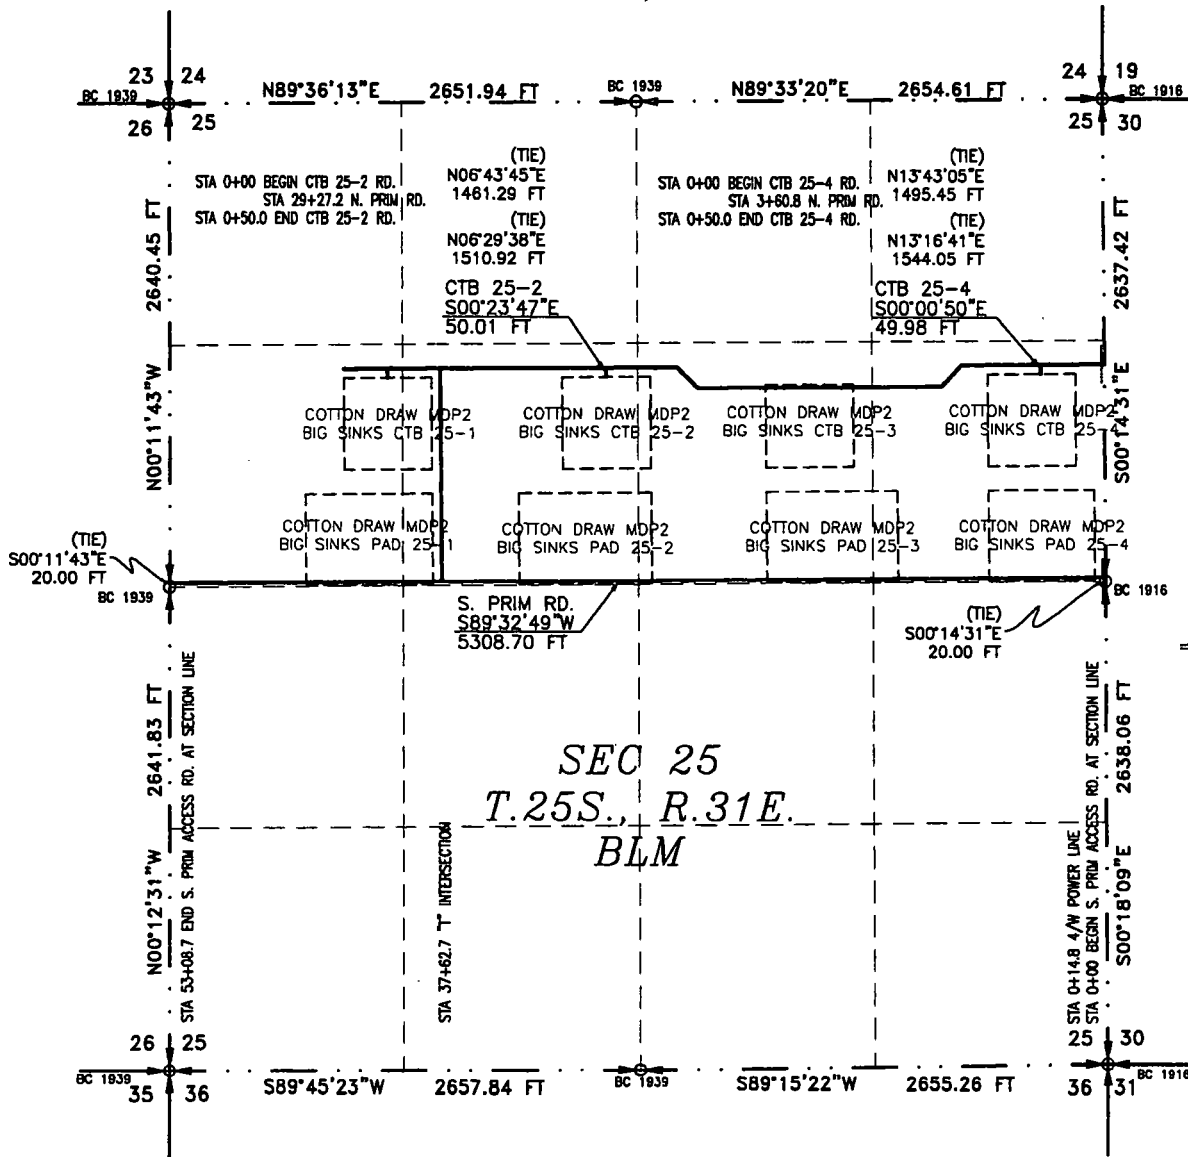 23 24
24 19
BC 1939
N89°36'13"E 2651.94 FT
BC 1939
N89°33'20"E 2654.61 FT
BC 1916
26 25
25 30
(TIE)
N06°43'45"E
1461.29 FT
(TIE)
N13°43'05"E
1495.45 FT
STA 0+00 BEGIN CTB 25-2 RD.
STA 29+27.2 N. PRIM RD.
STA 0+50.0 END CTB 25-2 RD.
STA 0+00 BEGIN CTB 25-4 RD.
STA 3+60.8 N. PRIM RD.
STA 0+50.0 END CTB 25-4 RD.
(TIE)
N06°29'38"E
1510.92 FT
(TIE)
N13°16'41"E
1544.05 FT
CTB 25-2
S00°23'47"E
50.01 FT
CTB 25-4
S00°00'50"E
49.98 FT
N00°11'43"W 2640.45 FT
S00°14'31"E 2637.42 FT
COTTON DRAW MDP2
BIG SINKS CTB 25-1
COTTON DRAW MDP2
BIG SINKS CTB 25-2
COTTON DRAW MDP2
BIG SINKS CTB 25-3
COTTON DRAW MDP2
BIG SINKS CTB 25-4
COTTON DRAW MDP2
BIG SINKS PAD 25-1
COTTON DRAW MDP2
BIG SINKS PAD 25-2
COTTON DRAW MDP2
BIG SINKS PAD 25-3
COTTON DRAW MDP2
BIG SINKS PAD 25-4
(TIE)
S00°11'43"E
20.00 FT
BC 1939
BC 1916
S. PRIM RD.
S89°32'49"W
5308.70 FT
(TIE)
S00°14'31"E
20.00 FT
N00°12'31"W 2641.83 FT
STA 53+08.7 END S. PRIM ACCESS RD. AT SECTION LINE
STA 37+62.7 "T" INTERSECTION
SEC 25
T.25S., R.31E.
BLM
STA 0+14.8 4/W POWER LINE
STA 0+00 BEGIN S. PRIM ACCESS RD. AT SECTION LINE
S00°18'09"E 2638.06 FT
26 25
25 30
BC 1939
S89°45'23"W 2657.84 FT
BC 1939
S89°15'22"W 2655.26 FT
BC 1916
35 36
36 31